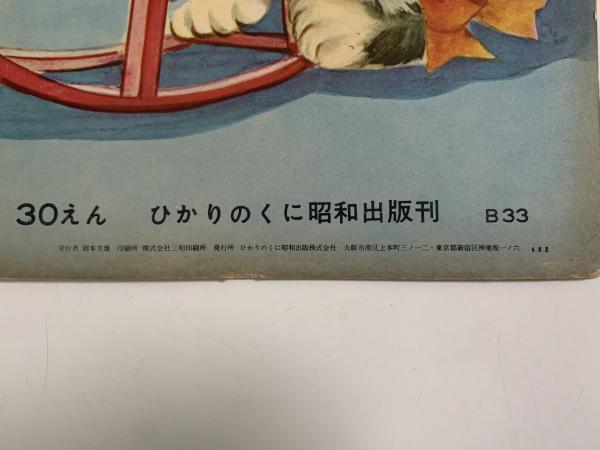 30えん ひかりのくに昭和出版刊 B33
発行者 岡本美雄 印刷所 株式会社三和印刷所 発行所 ひかりのくに昭和出版株式会社 大阪市南区上本町三ノ一二・東京都新宿区神楽坂一ノ六